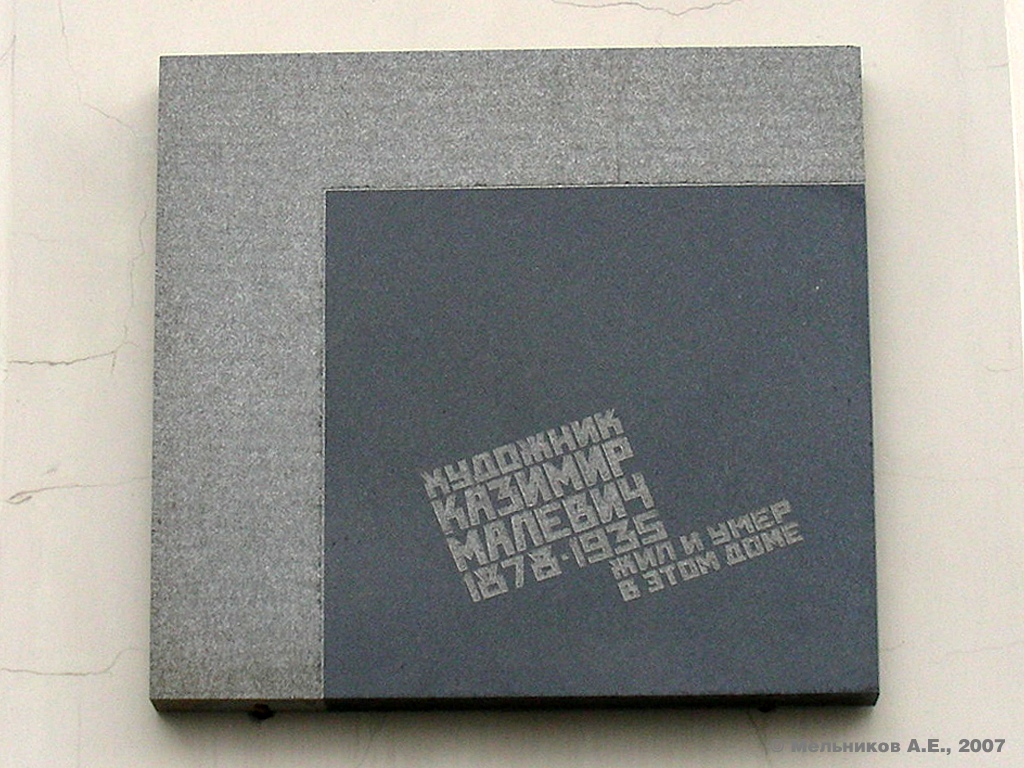 ХУДОЖНИК
КАЗИМИР
МАЛЕВИЧ
1878-1935
ЖИЛ И УМЕР
В ЭТОМ ДОМЕ
© Мельников А.Е., 2007